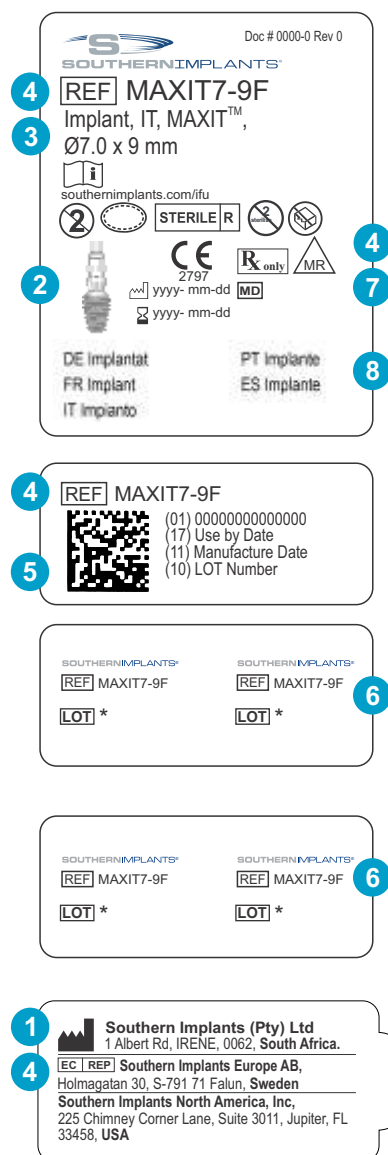 Doc # 0000-0 Rev 0
SOUTHERNIMPLANTS®
4
REF MAXIT7-9F
3
Implant, IT, MAXIT™,
Ø7.0 x 9 mm
i
southernimplants.com/ifu
2 STERILE R 2
CE
2797
Rx only
MR
4
2
yyyy- mm-dd MD
7
yyyy- mm-dd
DE Implantat
PT Implante
8
FR Implant
ES Implante
IT Impianto
4
REF MAXIT7-9F
5
(01) 00000000000000
(17) Use by Date
(11) Manufacture Date
(10) LOT Number
SOUTHERNIMPLANTS® SOUTHERNIMPLANTS®
REF MAXIT7-9F REF MAXIT7-9F
6
LOT * LOT *
SOUTHERNIMPLANTS® SOUTHERNIMPLANTS®
REF MAXIT7-9F REF MAXIT7-9F
6
LOT * LOT *
1
Southern Implants (Pty) Ltd
1 Albert Rd, IRENE, 0062, South Africa.
4
EC REP Southern Implants Europe AB,
Holmagatan 30, S-791 71 Falun, Sweden
Southern Implants North America, Inc,
225 Chimney Corner Lane, Suite 3011, Jupiter, FL
33458, USA